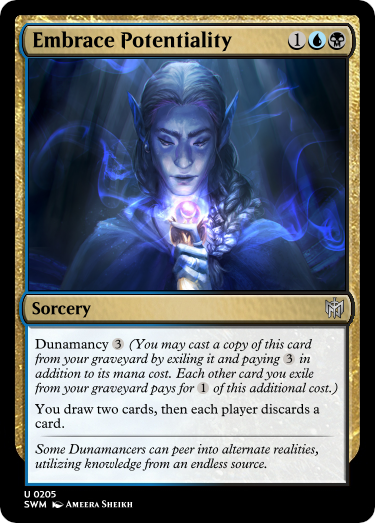 Embrace Potentiality 1
Sorcery
Dunamancy 3 (You may cast a copy of this card
from your graveyard by exiling it and paying 3 in
addition to its mana cost. Each other card you exile
from your graveyard pays for 1 of this additional cost.)
You draw two cards, then each player discards a
card.
Some Dunamancers can peer into alternate realities,
utilizing knowledge from an endless source.
U 0205
SWM Ameera Sheikh